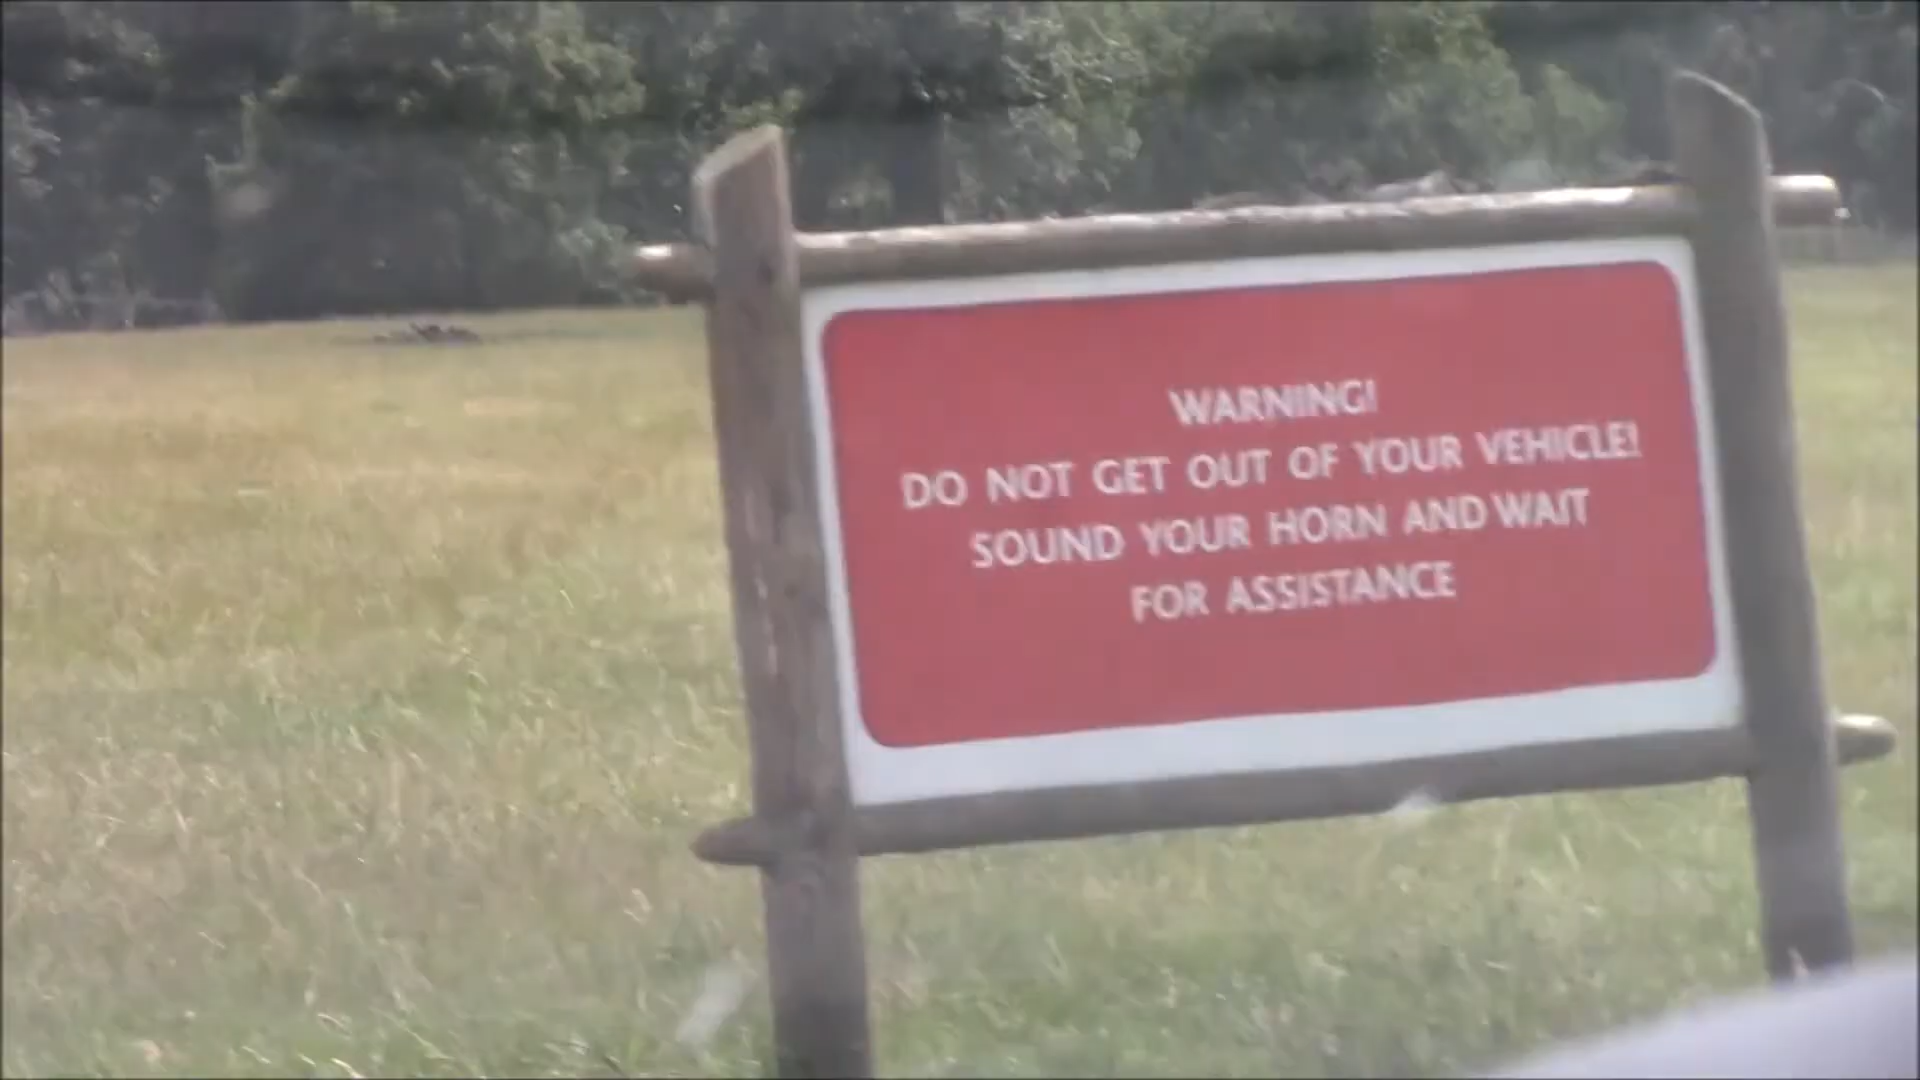 WARNING!
DO NOT GET OUT OF YOUR VEHICLE!
SOUND YOUR HORN AND WAIT
FOR ASSISTANCE